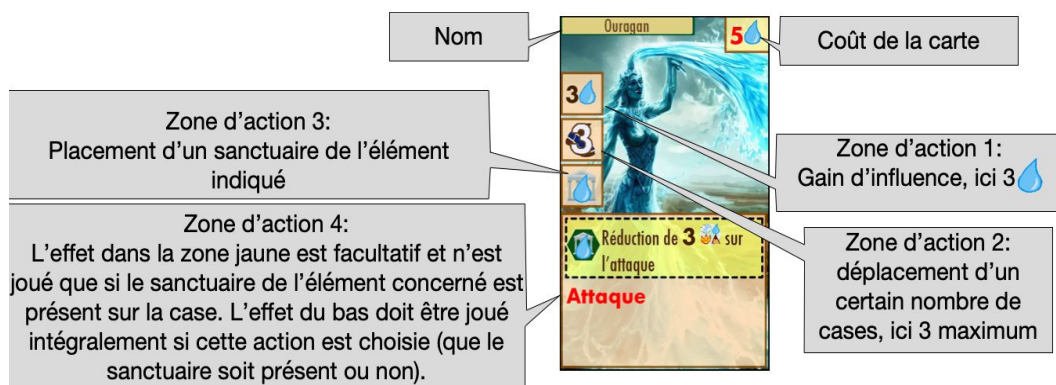 Nom
Ouragan
5
Coût de la carte
3
3
Zone d’action 3:
Placement d’un sanctuaire de l’élément
indiqué
Zone d’action 1:
Gain d’influence, ici 3
Zone d’action 4:
L’effet dans la zone jaune est facultatif et n’est
joué que si le sanctuaire de l’élément concerné est
présent sur la case. L’effet du bas doit être joué
intégralement si cette action est choisie (que le
sanctuaire soit présent ou non).
Réduction de 3 sur
l’attaque
Attaque
Zone d’action 2:
déplacement d’un
certain nombre de
cases, ici 3 maximum